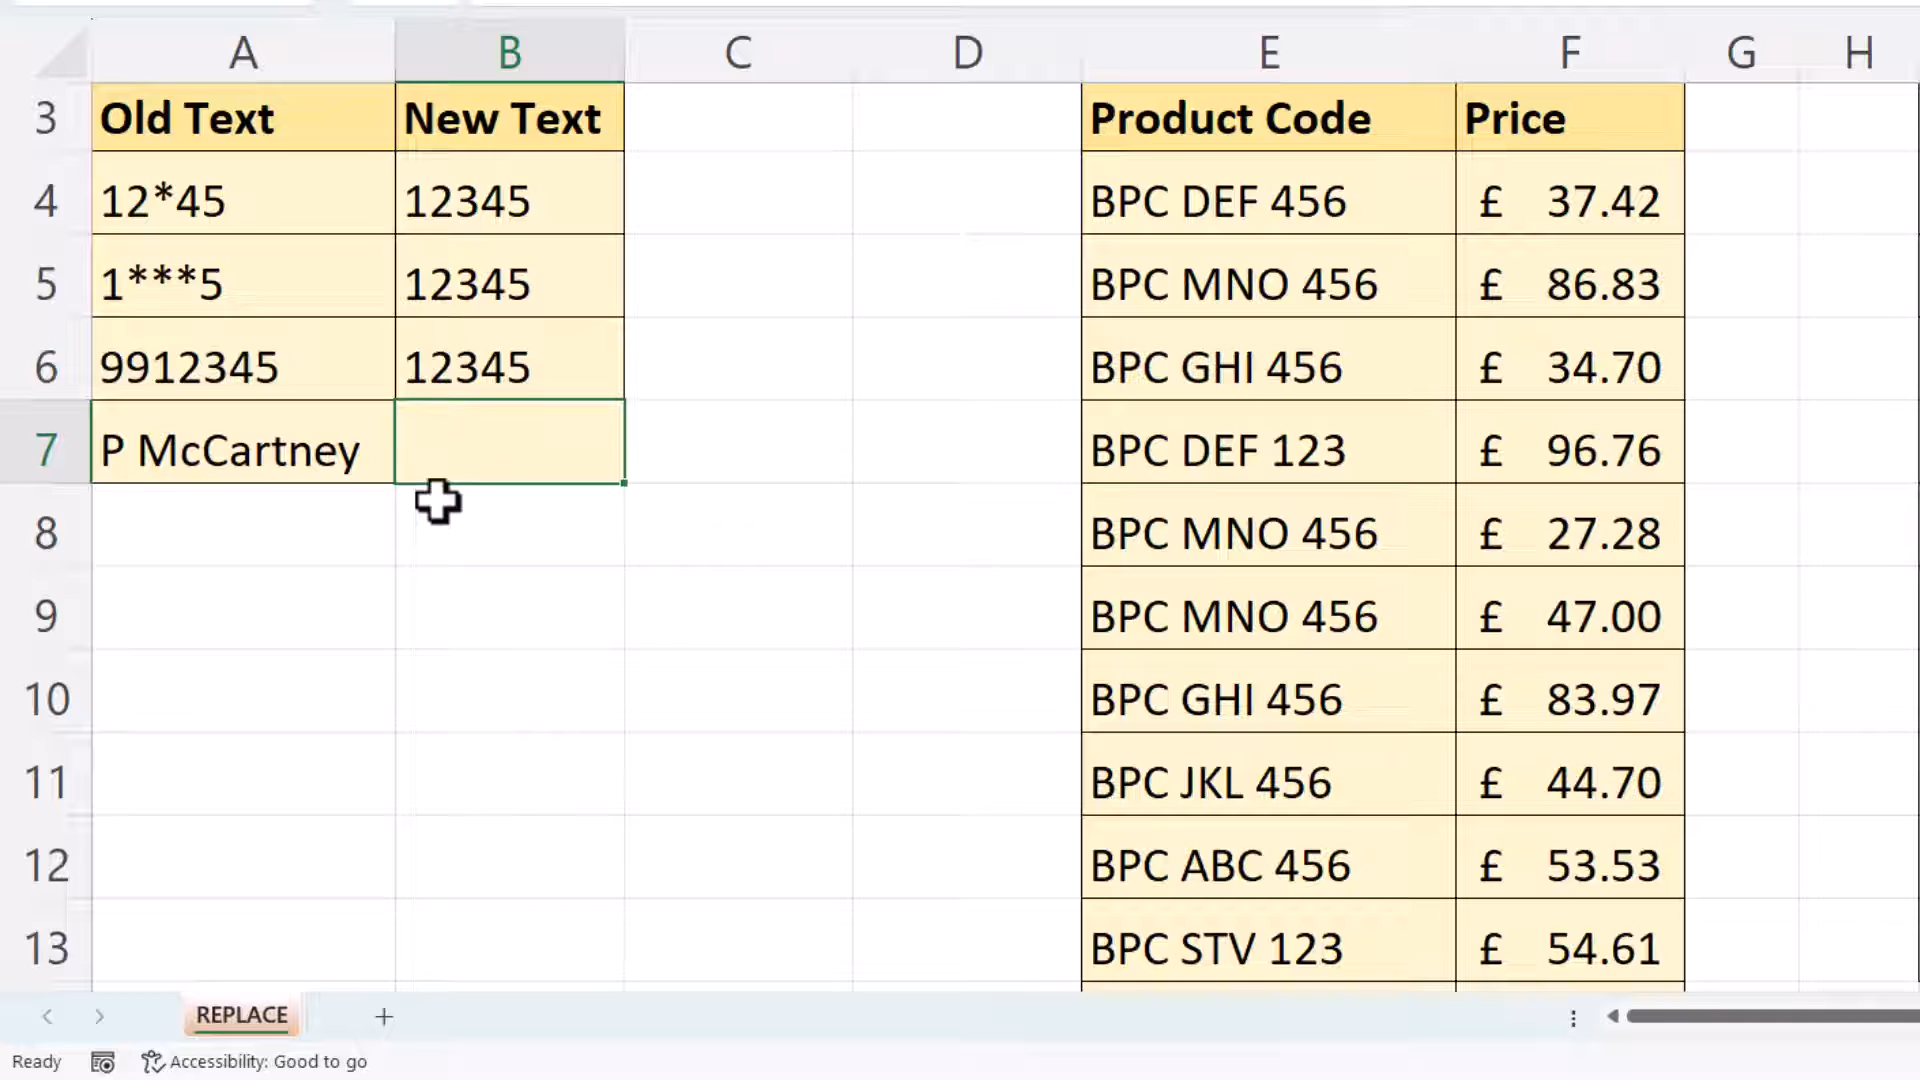 A B C D E F G H
3 Old Text New Text Product Code Price
4 12*45 12345 BPC DEF 456 £ 37.42
5 1***5 12345 BPC MNO 456 £ 86.83
6 9912345 12345 BPC GHI 456 £ 34.70
7 P McCartney BPC DEF 123 £ 96.76
8 BPC MNO 456 £ 27.28
9 BPC MNO 456 £ 47.00
10 BPC GHI 456 £ 83.97
11 BPC JKL 456 £ 44.70
12 BPC ABC 456 £ 53.53
13 BPC STV 123 £ 54.61
REPLACE
Ready Accessibility: Good to go